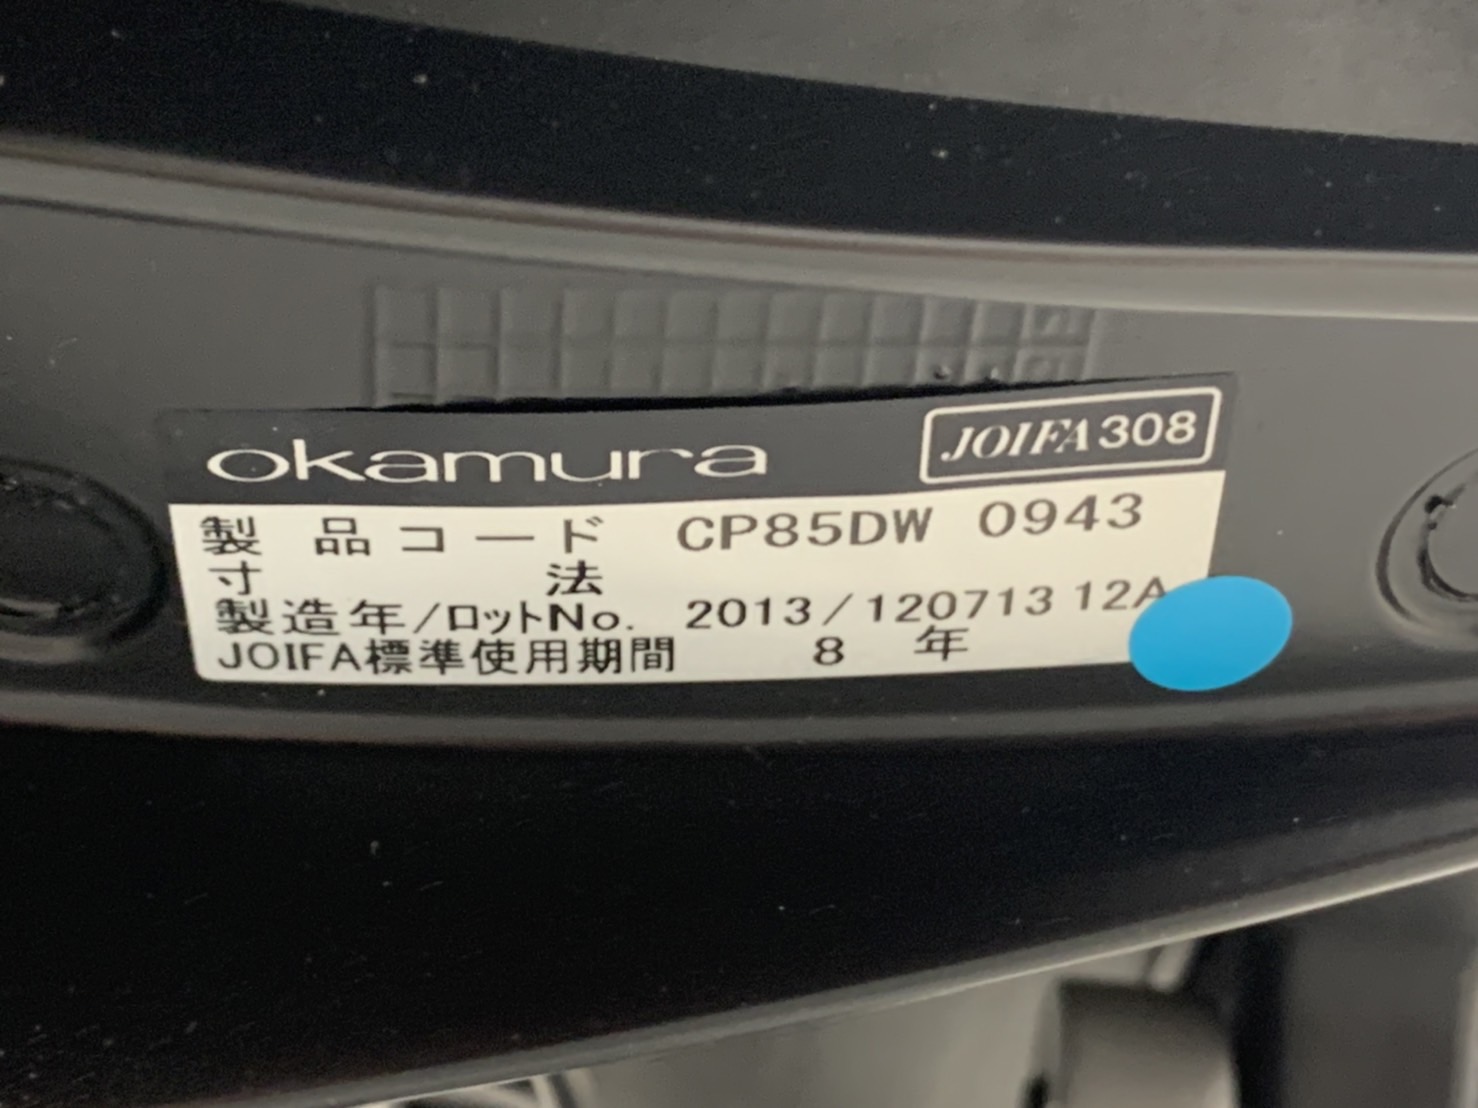 okamura JOIFA308
製品コード CP85DW 0943
寸法
製造年/ロットNo. 2013/120713 12A
JOIFA標準使用期間 8 年